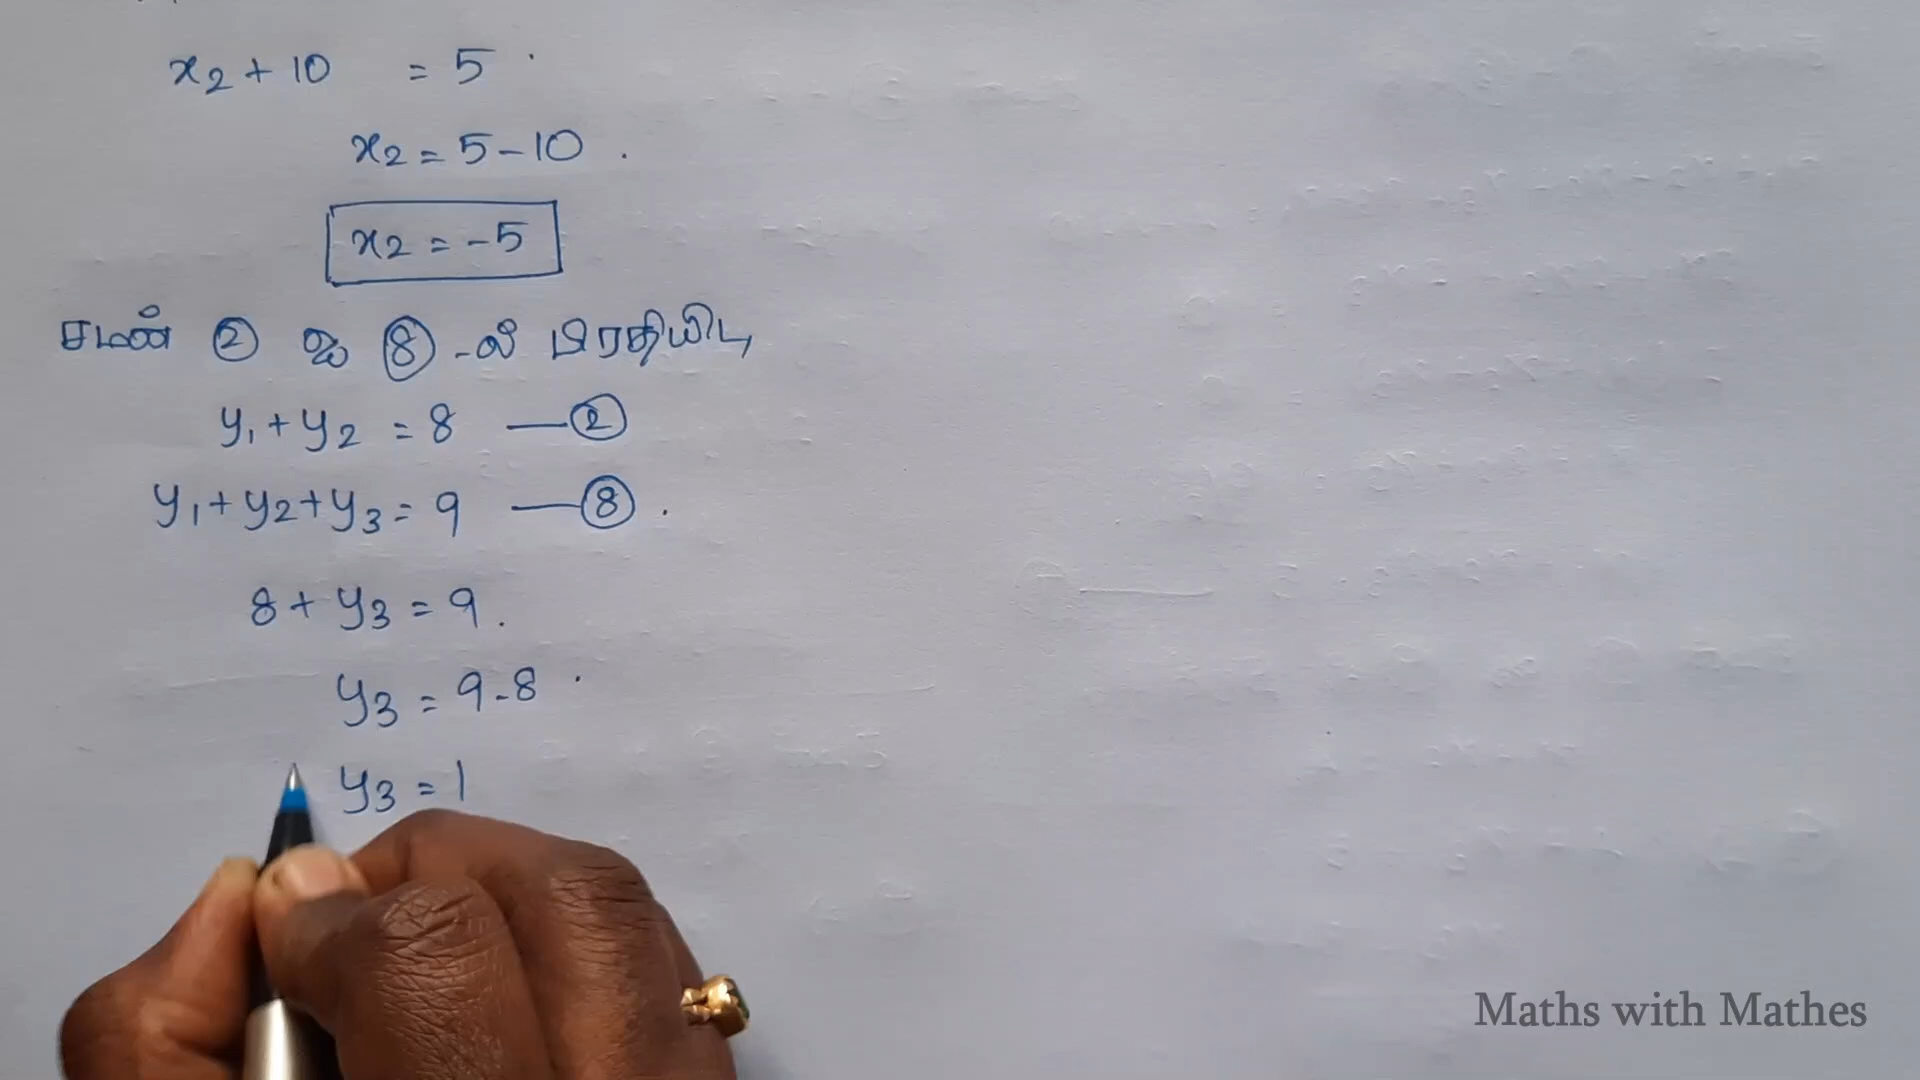 x₂ + 10 = 5
x₂ = 5 - 10
x₂ = -5
சமன் ② ஐ ⑧ -ல் பிரதியிட,
y₁ + y₂ = 8 — ②
y₁ + y₂ + y₃ = 9 — ⑧.
8 + y₃ = 9.
y₃ = 9 - 8
y₃ = 1
Maths with Mathes